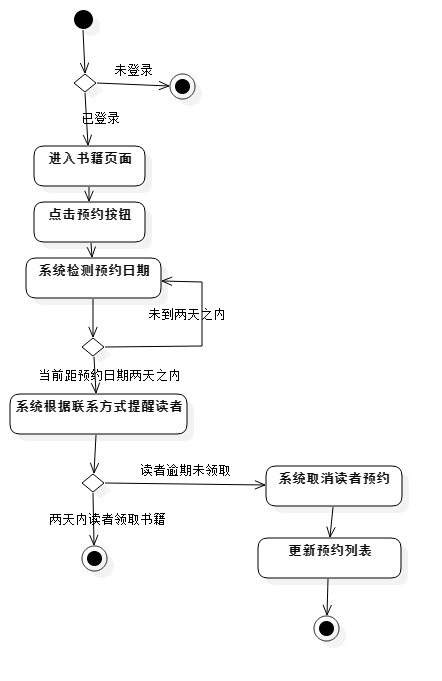 未登录
已登录
进入书籍页面
点击预约按钮
系统检测预约日期
未到两天之内
当前距预约日期两天之内
系统根据联系方式提醒读者
读者逾期未领取
系统取消读者预约
两天内读者领取书籍
更新预约列表